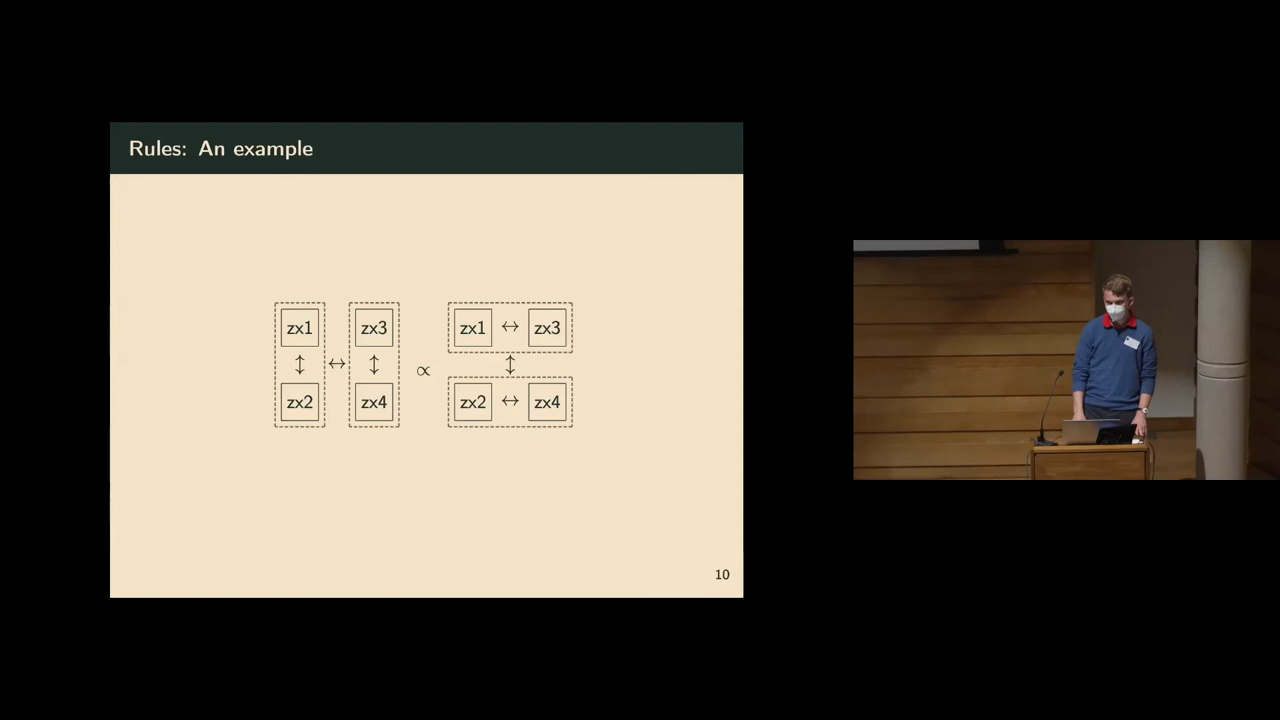 Rules: An example
zx1 ↔ zx3
zx1 zx3
↕ ↔ ↕ ∝ ↕
zx2 zx4
zx2 ↔ zx4
10